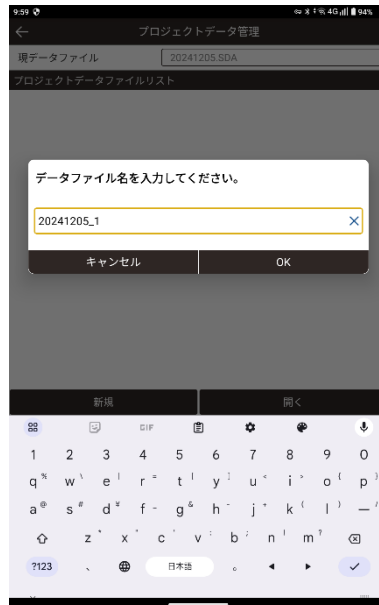 9:59 4G 94%
プロジェクトデータ管理
現データファイル 20241205.SDA
プロジェクトデータファイルリスト
データファイル名を入力してください。
20241205_1
キャンセル OK
新規 開く
GIF
1 2 3 4 5 6 7 8 9 0
q % w \ e | r = t [ y ] u < i > o { p }
a @ s # d ¥ f - g & h - j + k ( l ) ー /
z * x " c ' v : b ; n ! m ?
?123 、 日本語 。